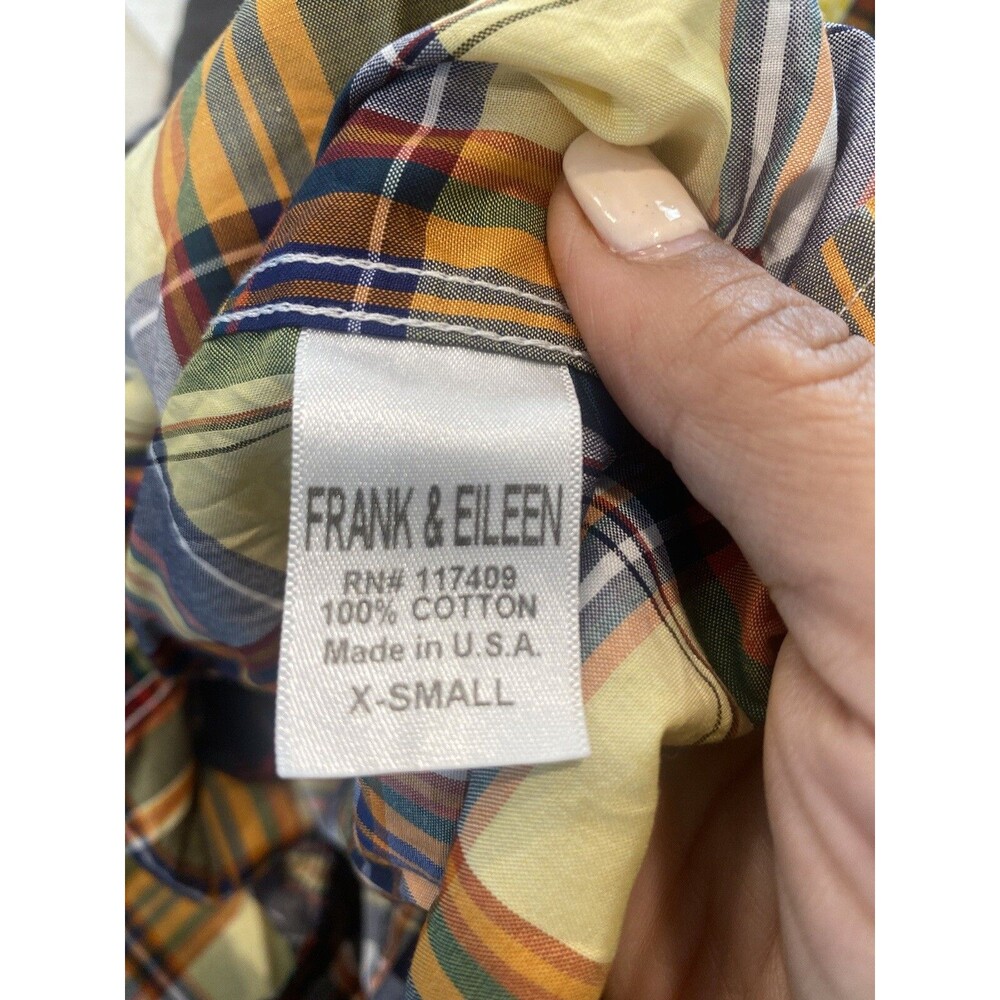 FRANK & EILEEN
RN# 117409
100% COTTON
Made in U.S.A.
X-SMALL